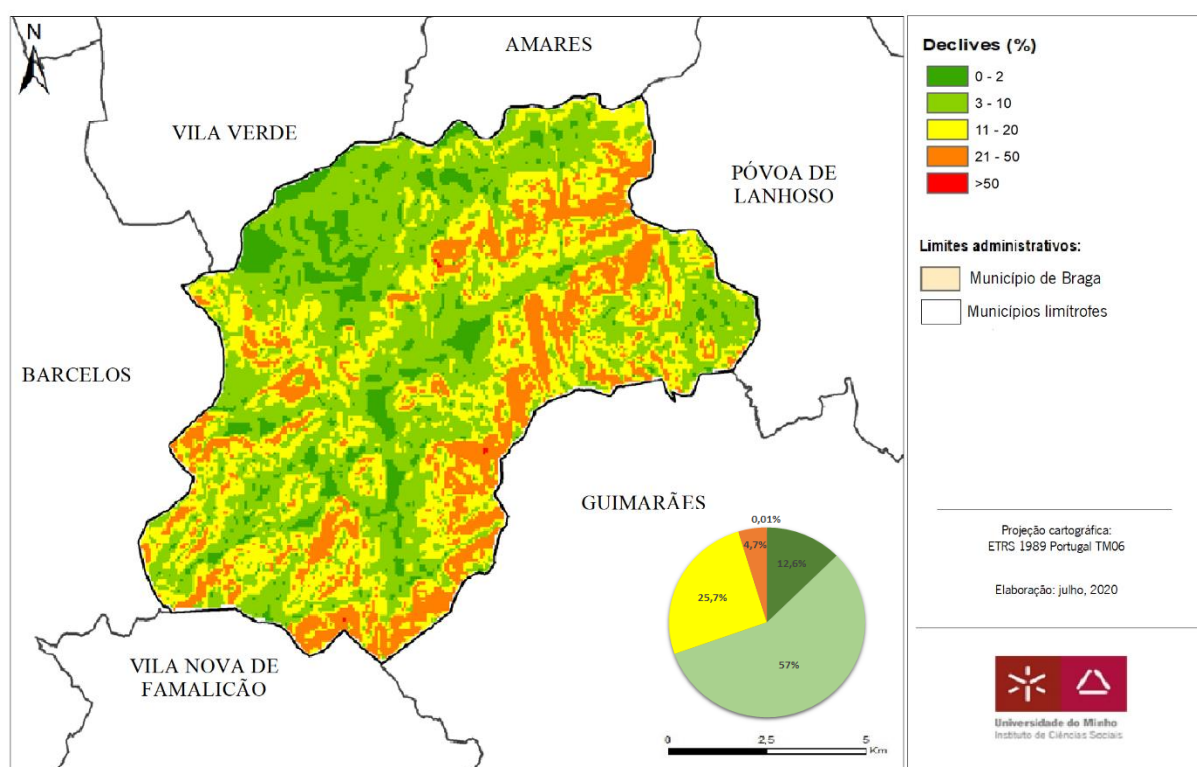 N
AMARES
VILA VERDE
PÓVOA DE
LANHOSO
BARCELOS
GUIMARÃES
VILA NOVA DE
FAMALICÃO
0,01%
4,7%
12,6%
25,7%
57%
0
2,5
5
Km
Declives (%)
0 - 2
3 - 10
11 - 20
21 - 50
>50
Limites administrativos:
Município de Braga
Municípios limítrofes
Projeção cartográfica:
ETRS 1989 Portugal TM06
Elaboração: julho, 2020
Universidade do Minho
Instituto de Ciências Sociais